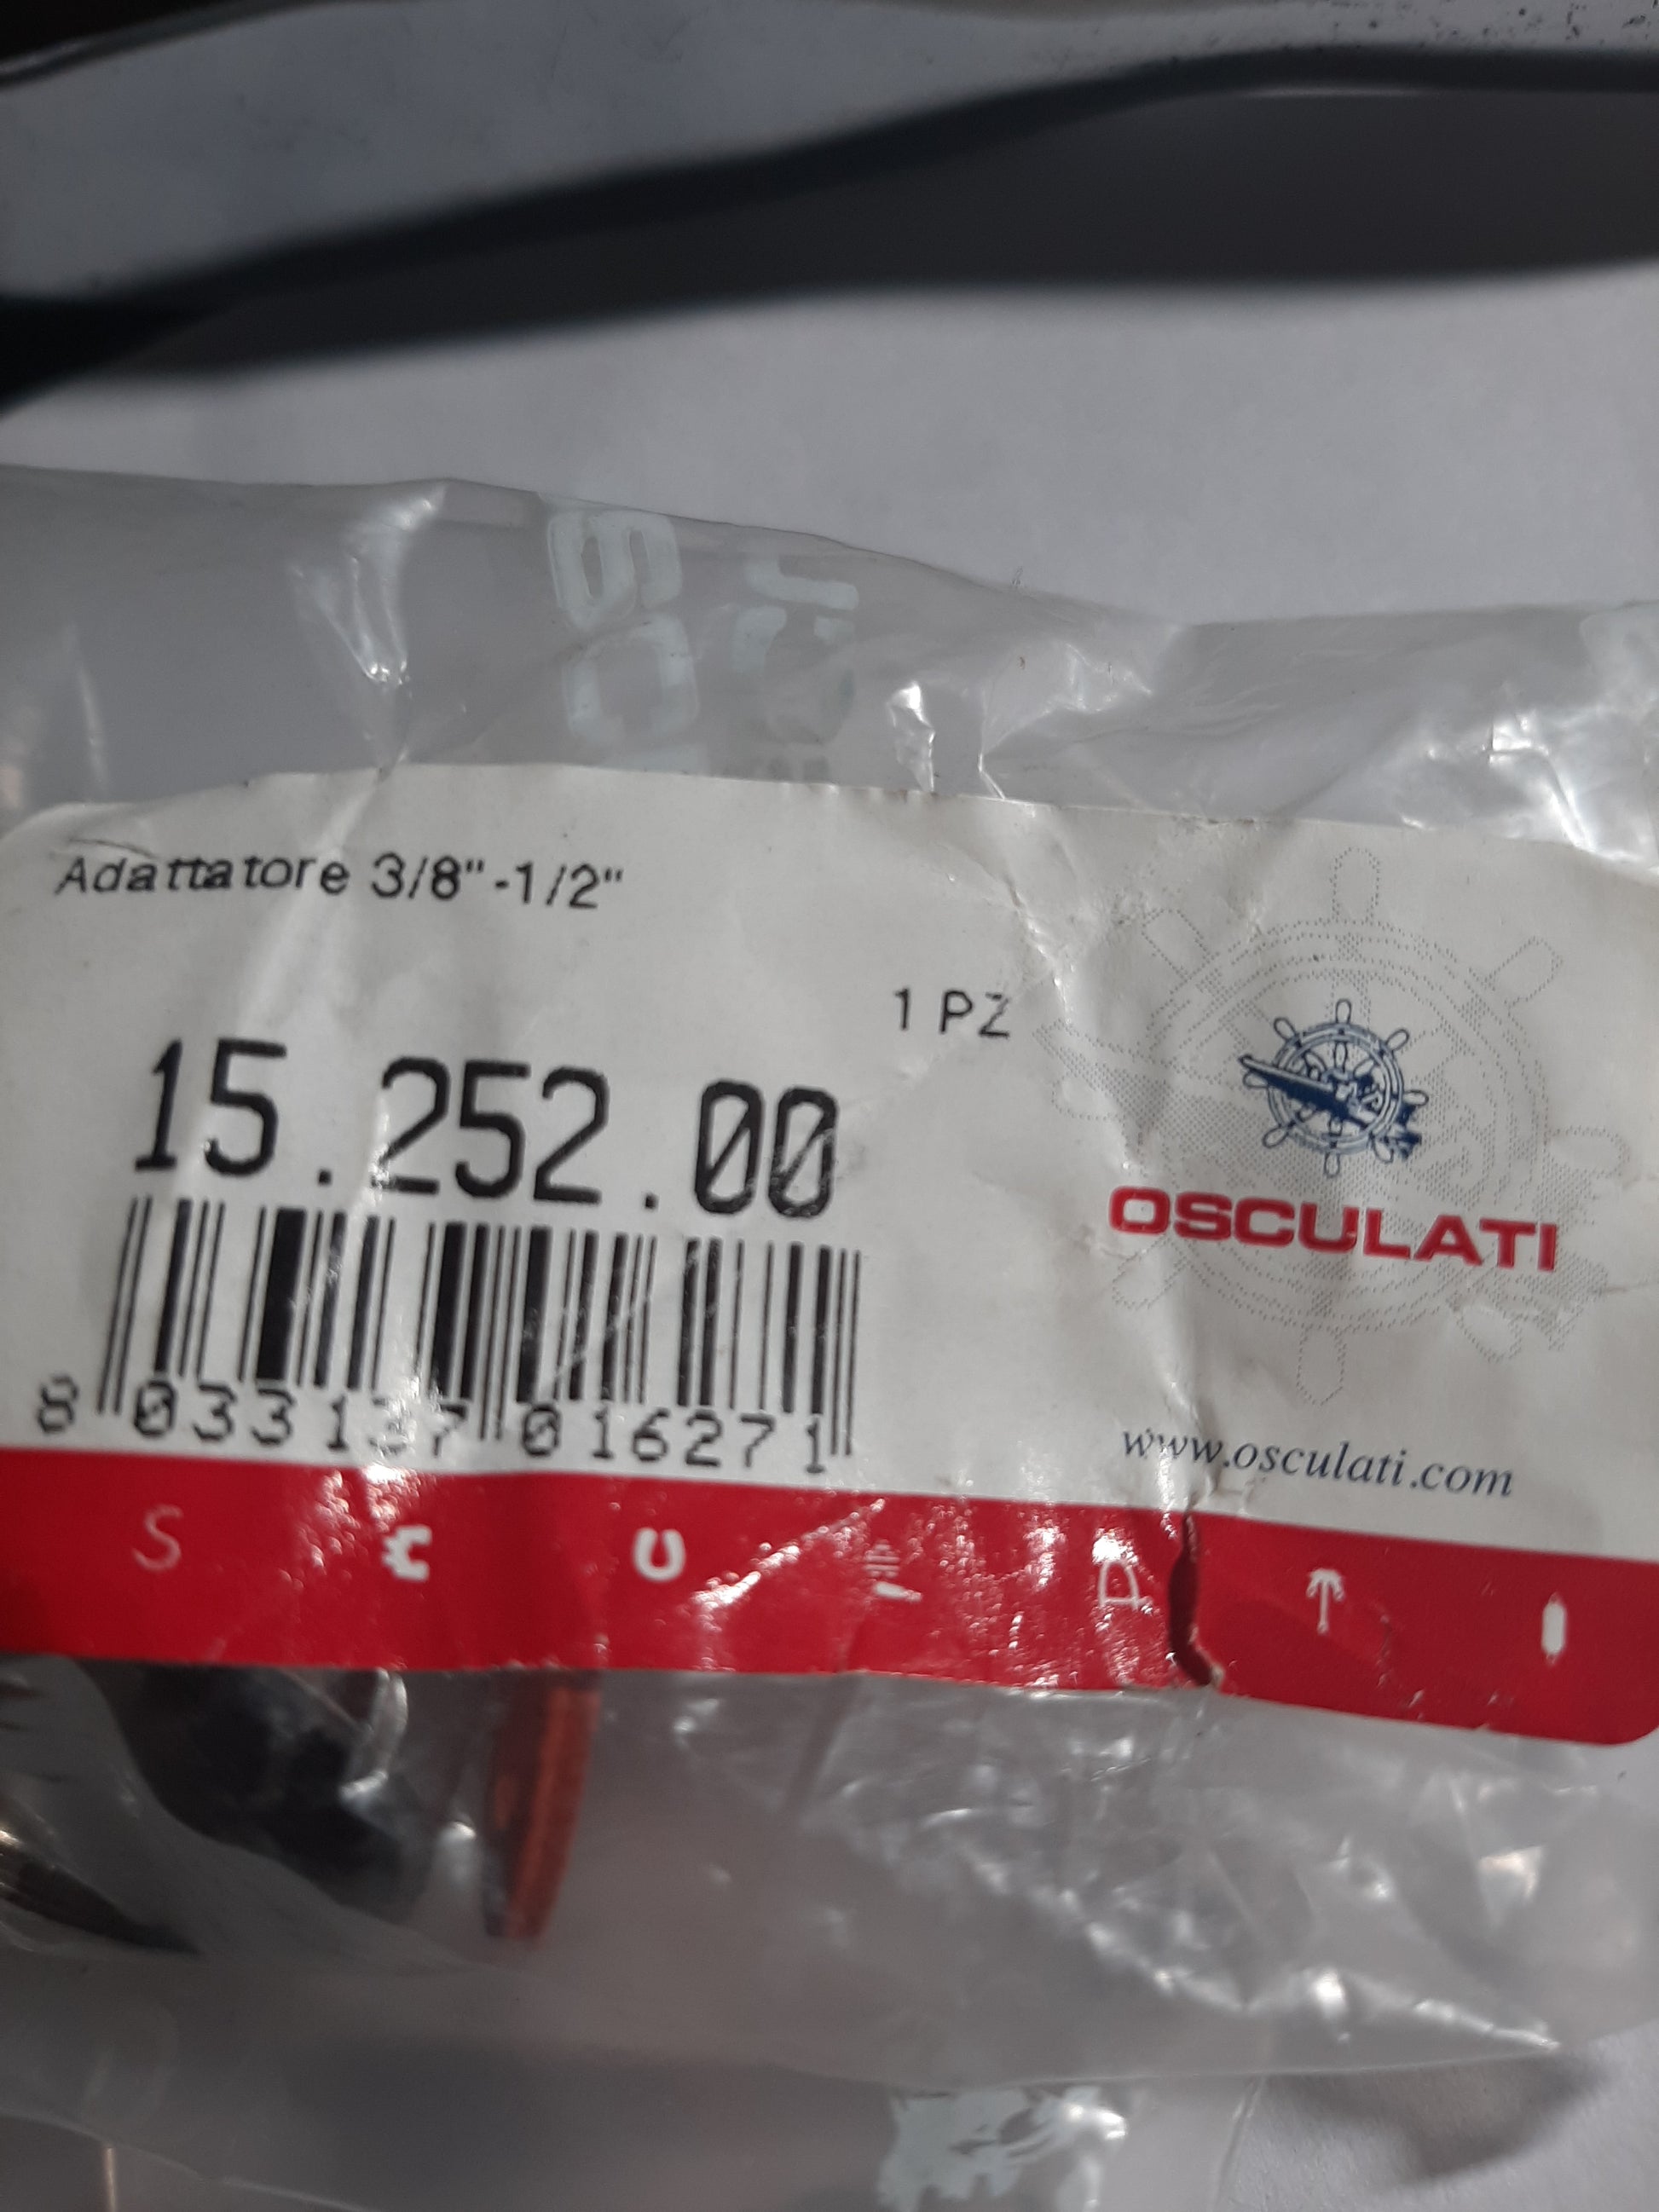 Adattatore 3/8"-1/2"
1 PZ
15.252.00
OSCULATI
8 033137 016271
www.osculati.com